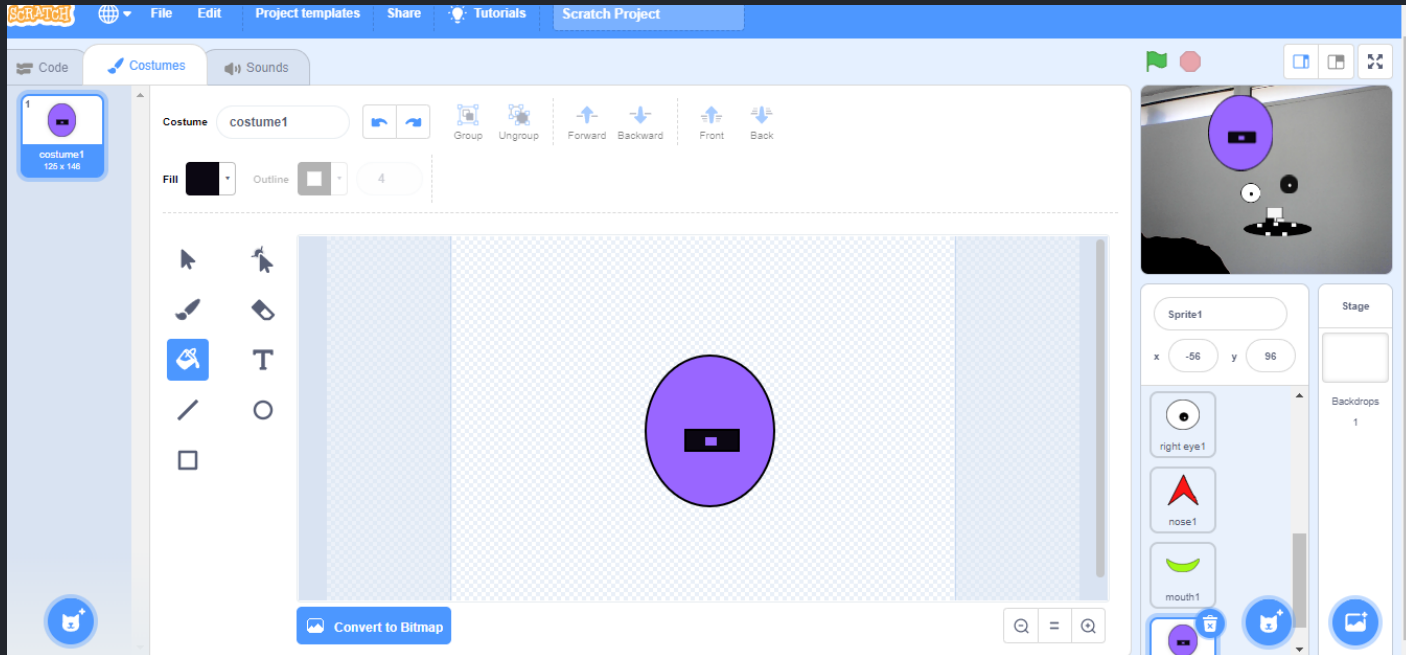 SCRATCH File Edit Project templates Share Tutorials Scratch Project
Code Costumes Sounds
1
costume1
125 x 146
Costume costume1
Group Ungroup Forward Backward Front Back
Fill Outline 4
Convert to Bitmap
Sprite1
x -56 y 96
right eye1
nose1
mouth1
Stage
Backdrops
1